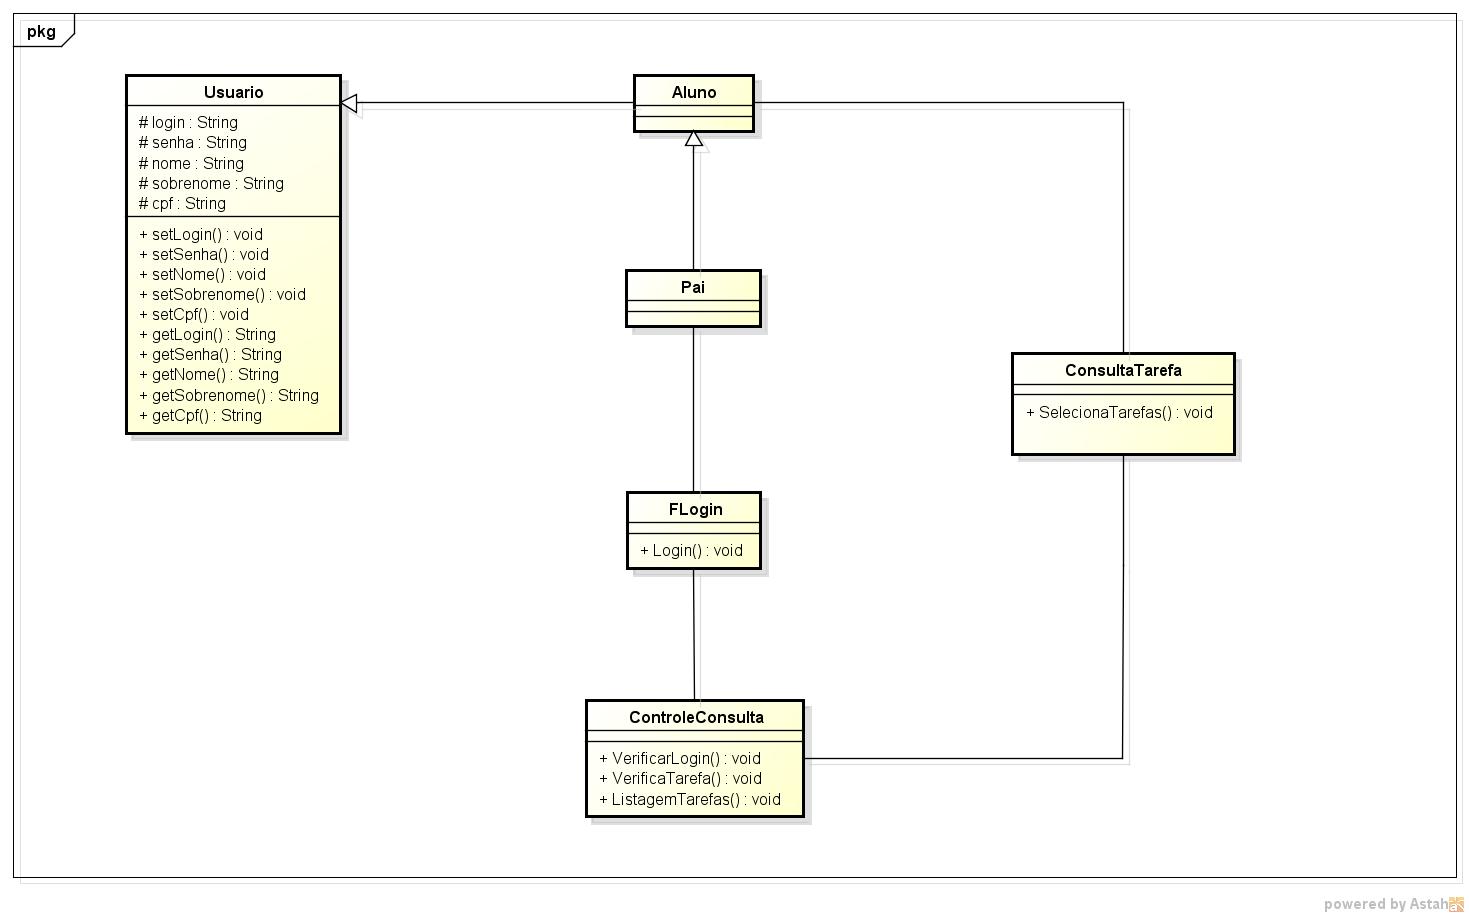 pkg
Usuario
# login : String
# senha : String
# nome : String
# sobrenome : String
# cpf : String
+ setLogin() : void
+ setSenha() : void
+ setNome() : void
+ setSobrenome() : void
+ setCpf() : void
+ getLogin() : String
+ getSenha() : String
+ getNome() : String
+ getSobrenome() : String
+ getCpf() : String
Aluno
Pai
ConsultaTarefa
+ SelecionaTarefas() : void
FLogin
+ Login() : void
ControleConsulta
+ VerificarLogin() : void
+ VerificaTarefa() : void
+ ListagemTarefas() : void
powered by Astah